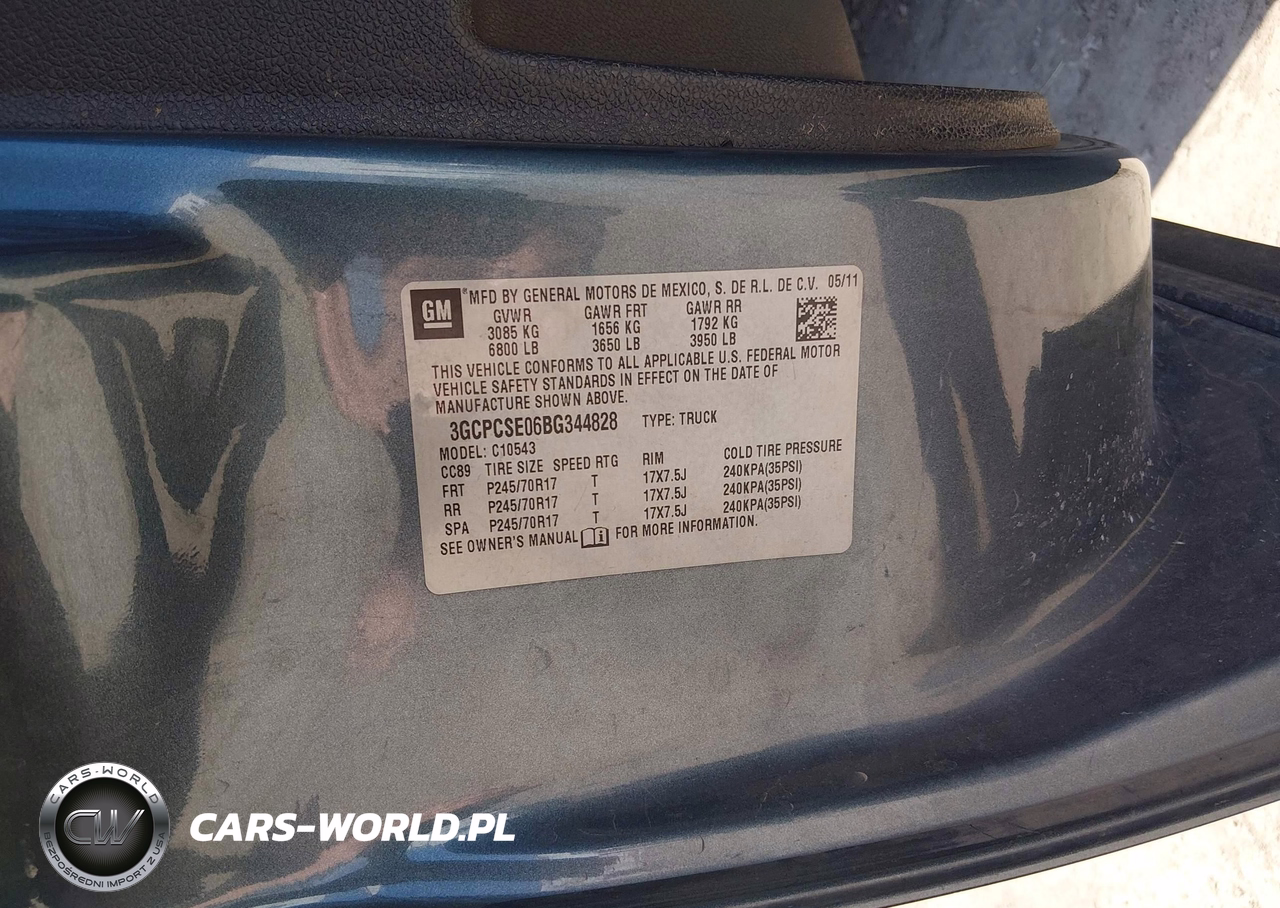 GM
® MFD BY GENERAL MOTORS DE MEXICO, S. DE R.L. DE C.V. 05/11
GVWR GAWR FRT GAWR RR
3085 KG 1656 KG 1792 KG
6800 LB 3650 LB 3950 LB
THIS VEHICLE CONFORMS TO ALL APPLICABLE U.S. FEDERAL MOTOR
VEHICLE SAFETY STANDARDS IN EFFECT ON THE DATE OF
MANUFACTURE SHOWN ABOVE.
3GCPCSE06BG344828 TYPE: TRUCK
MODEL: C10543
CC89 TIRE SIZE SPEED RTG RIM COLD TIRE PRESSURE
FRT P245/70R17 T 17X7.5J 240KPA(35PSI)
RR P245/70R17 T 17X7.5J 240KPA(35PSI)
SPA P245/70R17 T 17X7.5J 240KPA(35PSI)
SEE OWNER'S MANUAL FOR MORE INFORMATION.
CARS-WORLD
CW
BEZPOŚREDNI IMPORT Z USA
CARS-WORLD.PL